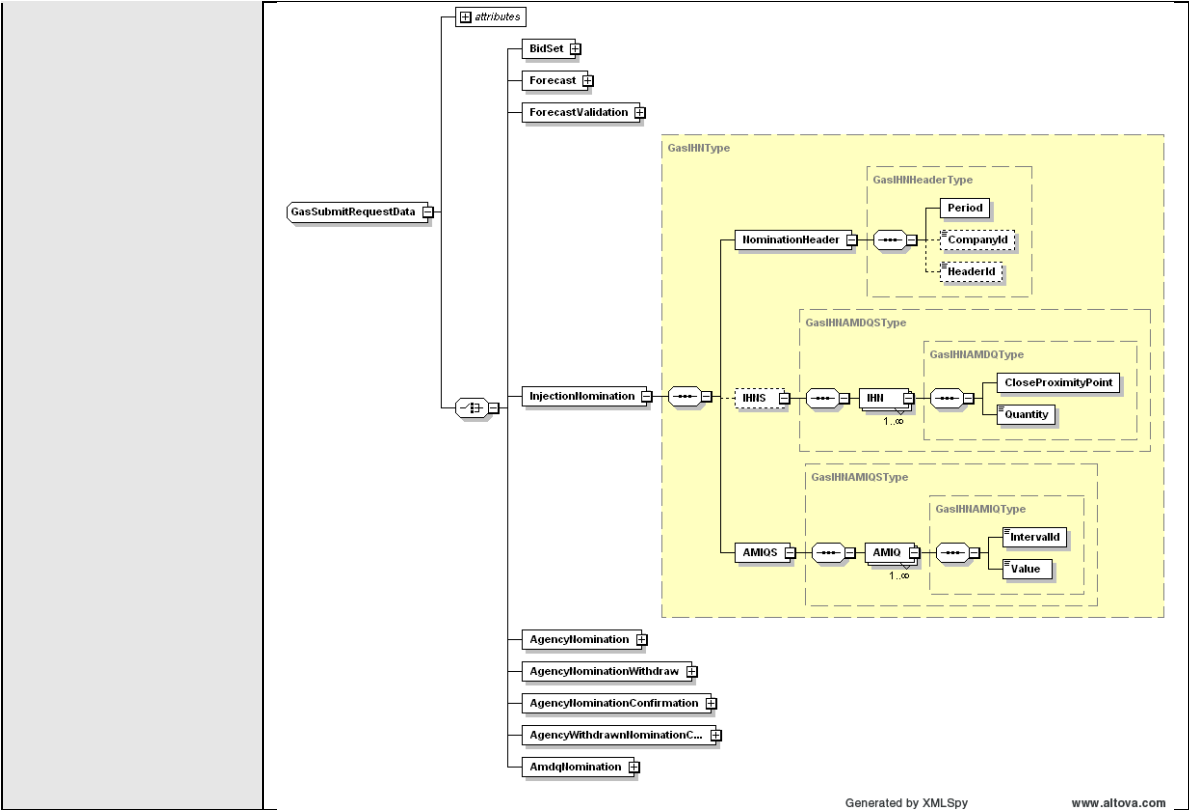 attributes
BidSet
Forecast
ForecastValidation
GasIHNType
GasIHNHeaderType
GasSubmitRequestData
Period
NominationHeader
CompanyId
HeaderId
GasIHNAMDQSType
GasIHNAMDQType
CloseProximityPoint
InjectionNomination
IHNS
IHN
Quantity
1..∞
GasIHNAMIQSType
GasIHNAMIQType
IntervalId
AMIQS
AMIQ
Value
1..∞
AgencyNomination
AgencyNominationWithdraw
AgencyNominationConfirmation
AgencyWithdrawnNominationC...
AmdqNomination
Generated by XMLSpy www.altova.com